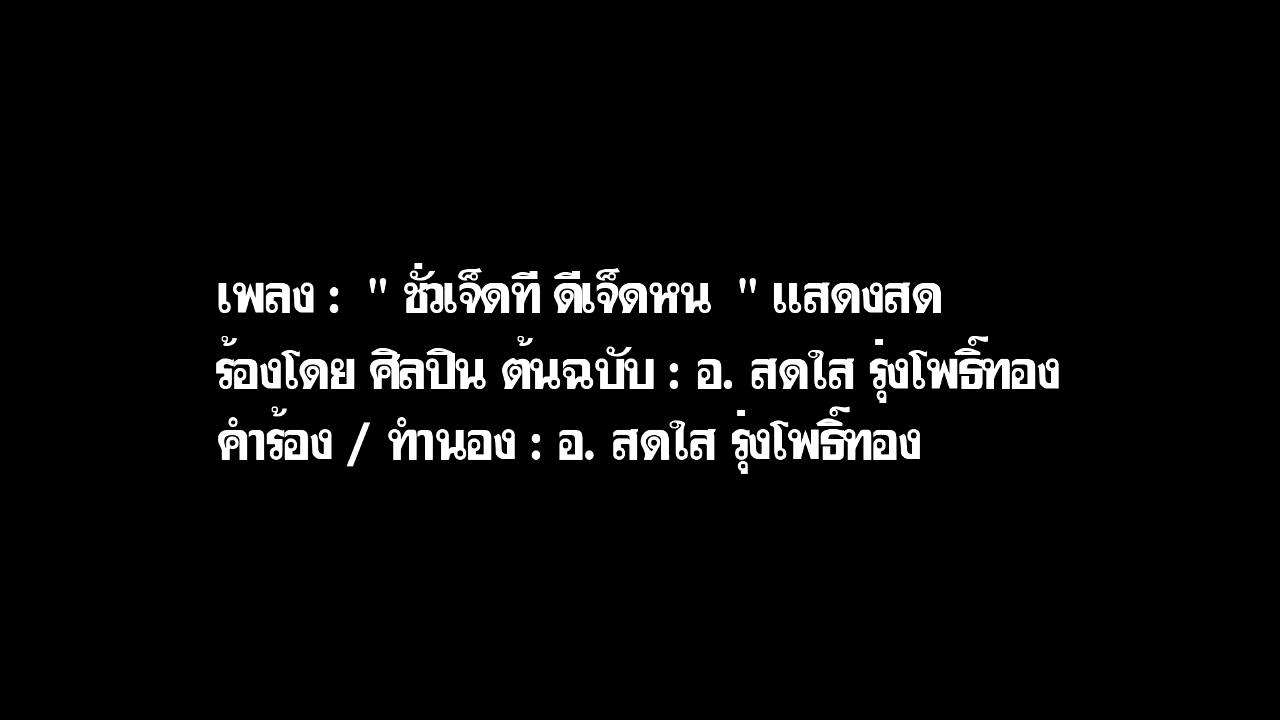 เพลง : " ชั่วเจ็ดที ดีเจ็ดหน " แสดงสด
ร้องโดย ศิลปิน ต้นฉบับ : อ. สดใส รุ่งโพธิ์ทอง
คำร้อง / ทำนอง : อ. สดใส รุ่งโพธิ์ทอง